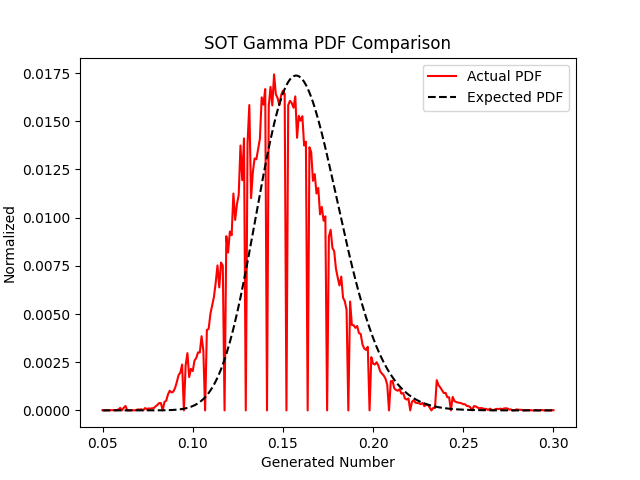 SOT Gamma PDF Comparison
Actual PDF
Expected PDF
Normalized
0.0175
0.0150
0.0125
0.0100
0.0075
0.0050
0.0025
0.0000
0.05 0.10 0.15 0.20 0.25 0.30
Generated Number